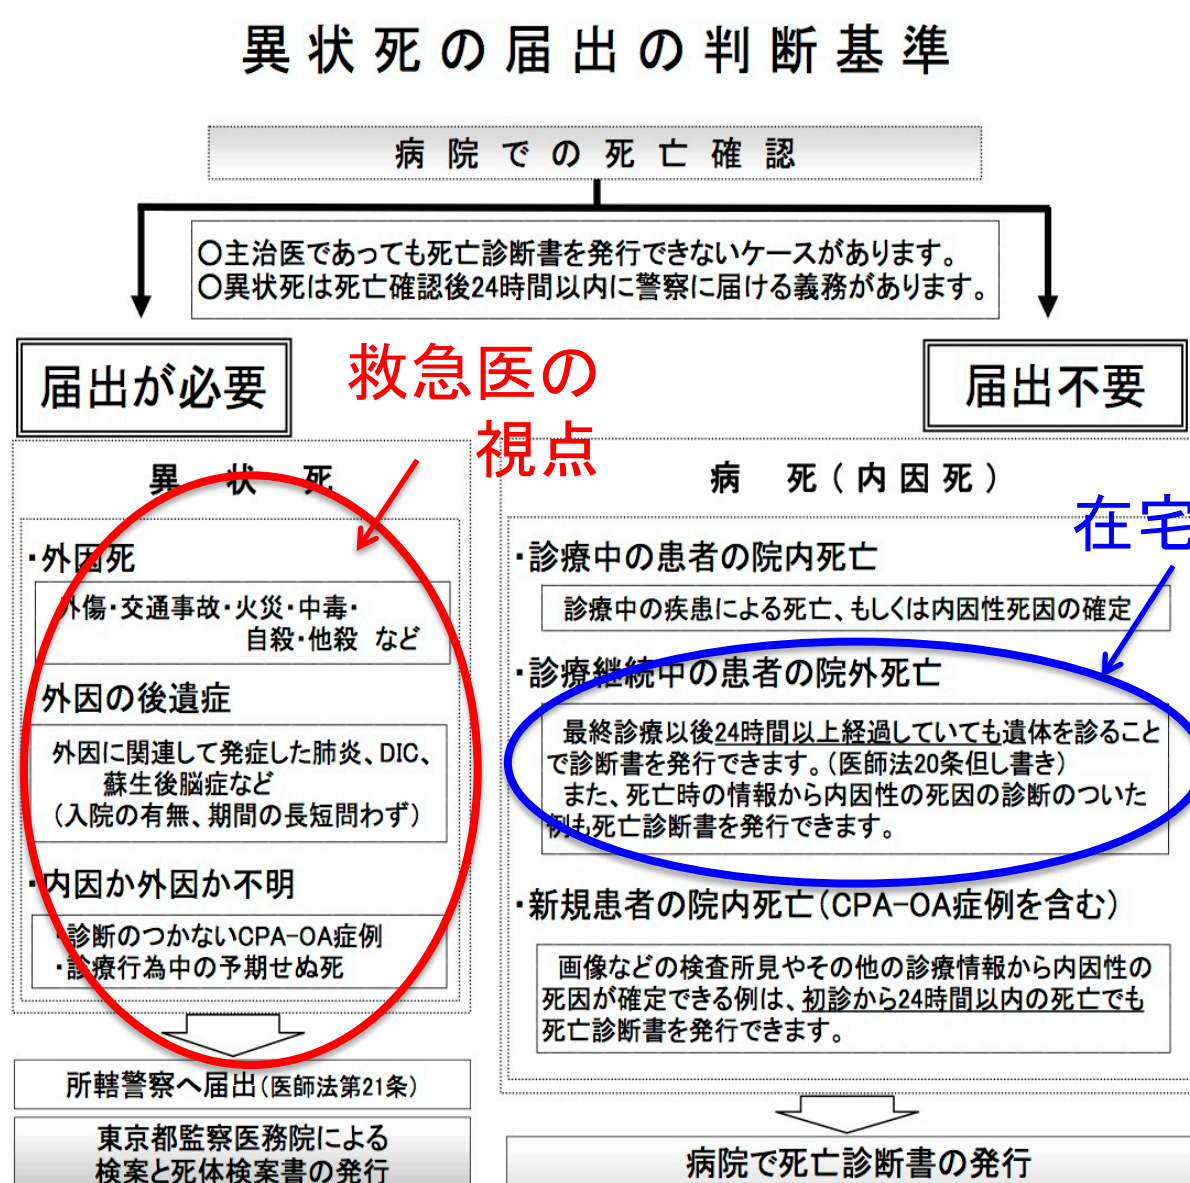 異状死の届出の判断基準
病院での死亡確認
〇主治医であっても死亡診断書を発行できないケースがあります。
〇異状死は死亡確認後24時間以内に警察に届ける義務があります。
届出が必要
救急医の
視点
届出不要
異状死
・外因死
外傷・交通事故・火災・中毒・
自殺・他殺 など
・外因の後遺症
外因に関連して発症した肺炎、DIC、
蘇生後脳症など
(入院の有無、期間の長短問わず)
・内因か外因か不明
・診断のつかないCPA-OA症例
・診療行為中の予期せぬ死
所轄警察へ届出(医師法第21条)
東京都監察医務院による
検案と死体検案書の発行
病 死(内因死)
在宅
・診療中の患者の院内死亡
診療中の疾患による死亡、もしくは内因性死因の確定
・診療継続中の患者の院外死亡
最終診療以後24時間以上経過していても遺体を診ること
で診断書を発行できます。(医師法20条但し書き)
また、死亡時の情報から内因性の死因の診断のついた
例も死亡診断書を発行できます。
・新規患者の院内死亡(CPA-OA症例を含む)
画像などの検査所見やその他の診療情報から内因性の
死因が確定できる例は、初診から24時間以内の死亡でも
死亡診断書を発行できます。
病院で死亡診断書の発行